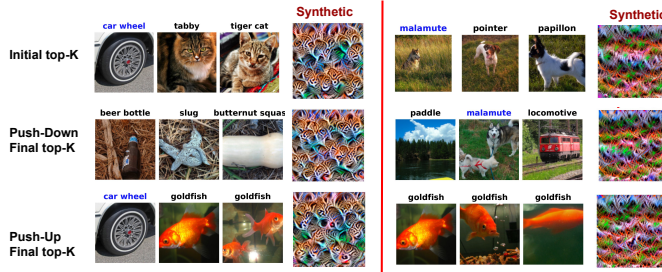 Synthetic
Synthetic
Initial top-K
car wheel
tabby
tiger cat
malamute
pointer
papillon
Push-Down
Final top-K
beer bottle
slug
butternut squas
paddle
malamute
locomotive
Push-Up
Final top-K
car wheel
goldfish
goldfish
goldfish
goldfish
goldfish